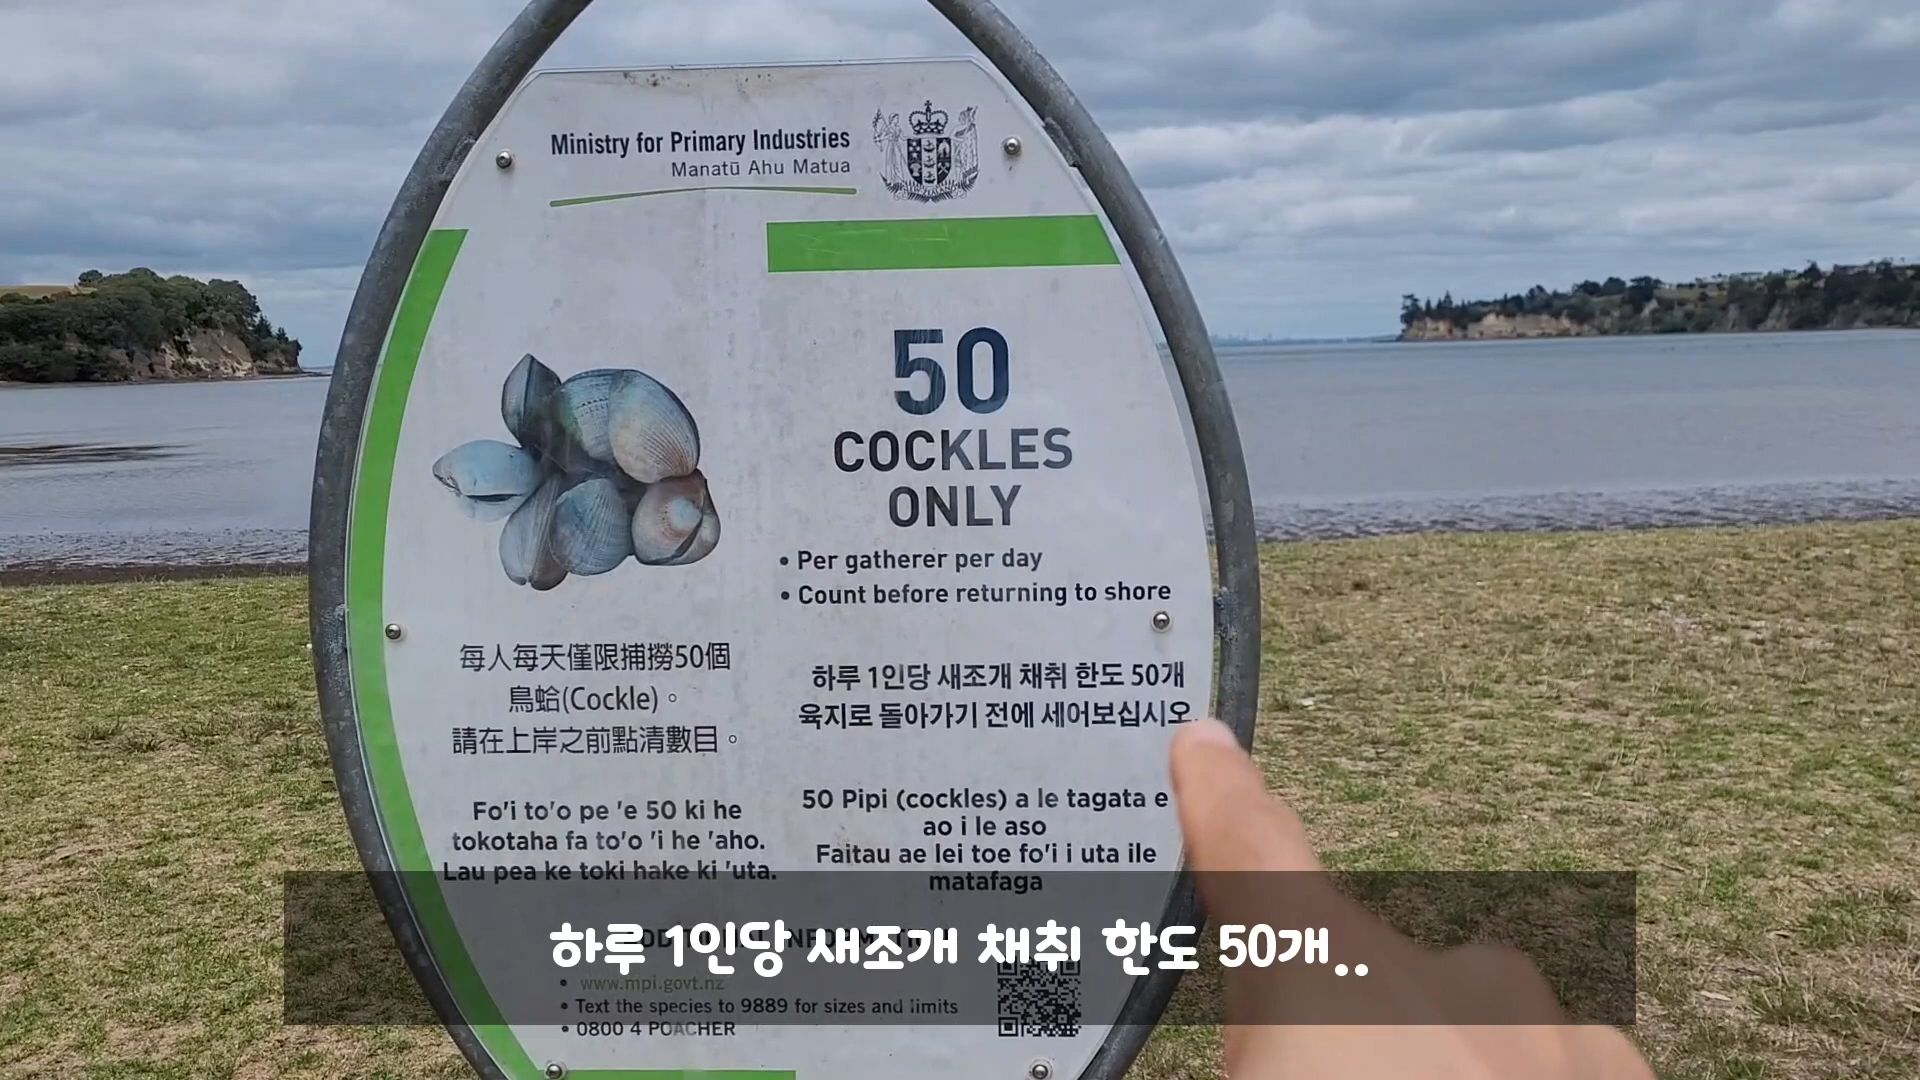 Ministry for Primary Industries
Manatū Ahu Matua
50
COCKLES
ONLY
• Per gatherer per day
• Count before returning to shore
每人每天僅限捕撈50個
鳥蛤(Cockle)。
請在上岸之前點清數目。
하루 1인당 새조개 채취 한도 50개
육지로 돌아가기 전에 세어보십시오.
Fo'i to'o pe 'e 50 ki he
tokotaha fa to'o 'i he 'aho.
Lau pea ke toki hake ki 'uta.
50 Pipi (cockles) a le tagata e
ao i le aso
Faitau ae lei toe fo'i i uta ile
matafaga
하루 1인당 새조개 채취 한도 50개..
• www.mpi.govt.nz
• Text the species to 9889 for sizes and limits
• 0800 4 POACHER